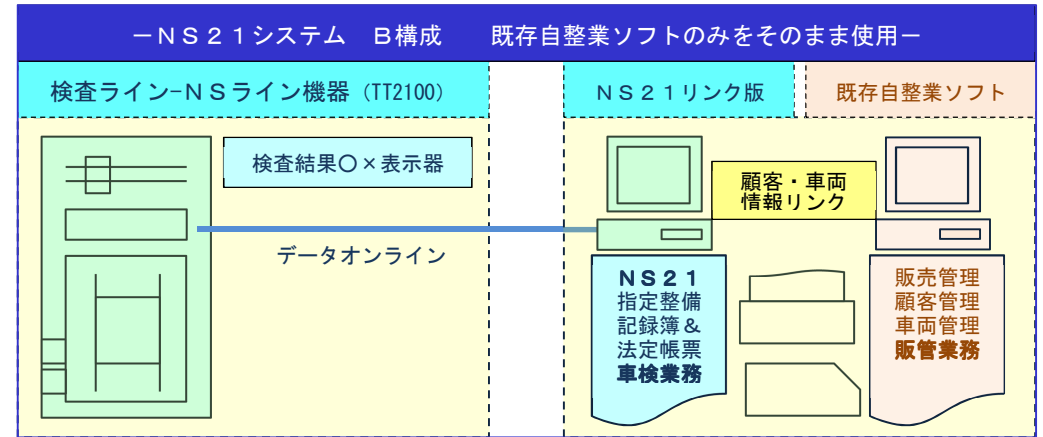 －ＮＳ２１システム　Ｂ構成　　既存自整業ソフトのみをそのまま使用－
検査ライン-ＮＳライン機器（TT2100）
ＮＳ２１リンク版
既存自整業ソフト
検査結果〇×表示器
顧客・車両
情報リンク
データオンライン
ＮＳ２１
指定整備
記録簿＆
法定帳票
車検業務
販売管理
顧客管理
車両管理
販管業務